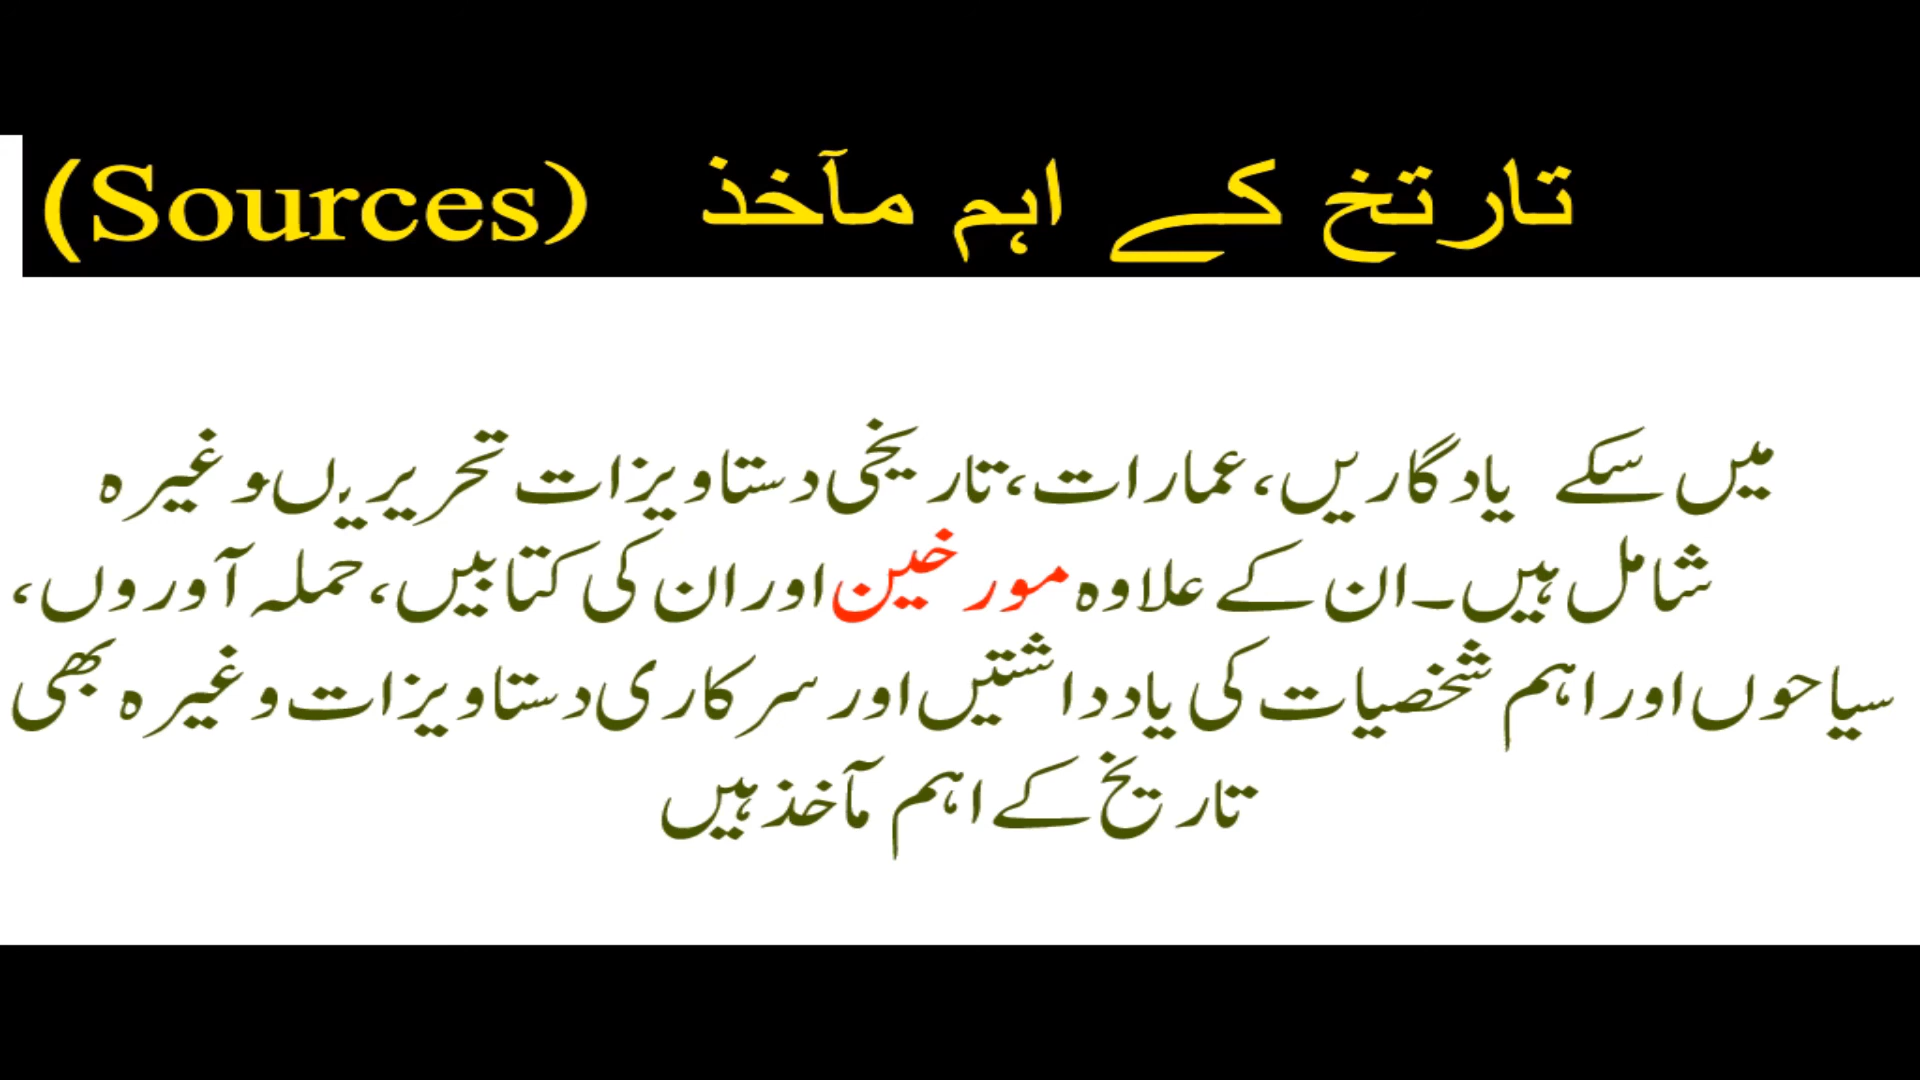 تارتخ کے اہم مآخذ (Sources)
میں سکے یادگاریں، عمارات، تاریخی دستاویزات تحریریں وغیرہ
شامل ہیں۔ ان کے علاوہ مورخین اور ان کی کتابیں، حملہ آوروں،
سیاحوں اور اہم شخصیات کی یادداشتیں اور سرکاری دستاویزات وغیرہ بھی
تاریخ کے اہم مآخذ ہیں